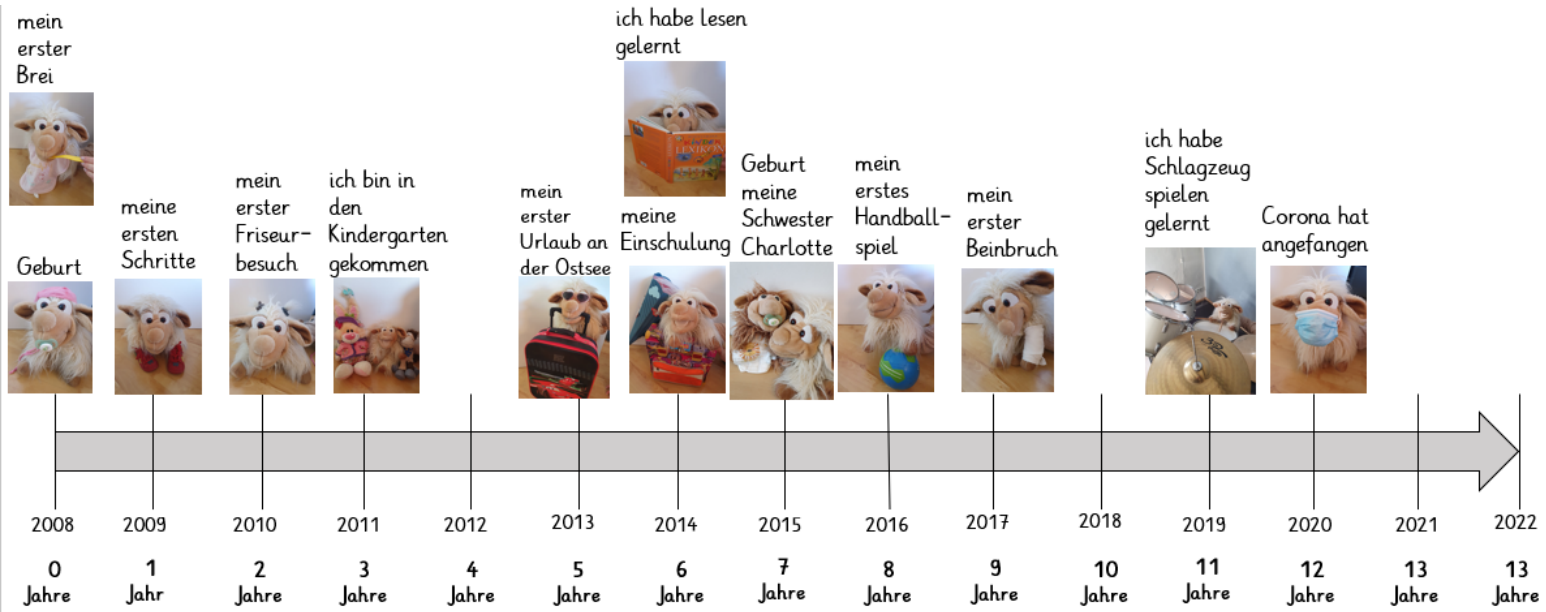 mein
erster
Brei
Geburt
meine
ersten
Schritte
mein
erster
Friseur-
besuch
ich bin in
den
Kindergarten
gekommen
mein
erster
Urlaub an
der Ostsee
ich habe lesen
gelernt
LEXIKON
meine
Einschulung
Geburt
meine
Schwester
Charlotte
mein
erstes
Handball-
spiel
mein
erster
Beinbruch
ich habe
Schlagzeug
spielen
gelernt
Corona hat
angefangen
2008 2009 2010 2011 2012 2013 2014 2015 2016 2017 2018 2019 2020 2021 2022
0 1 2 3 4 5 6 7 8 9 10 11 12 13 13
Jahre Jahr Jahre Jahre Jahre Jahre Jahre Jahre Jahre Jahre Jahre Jahre Jahre Jahre Jahre